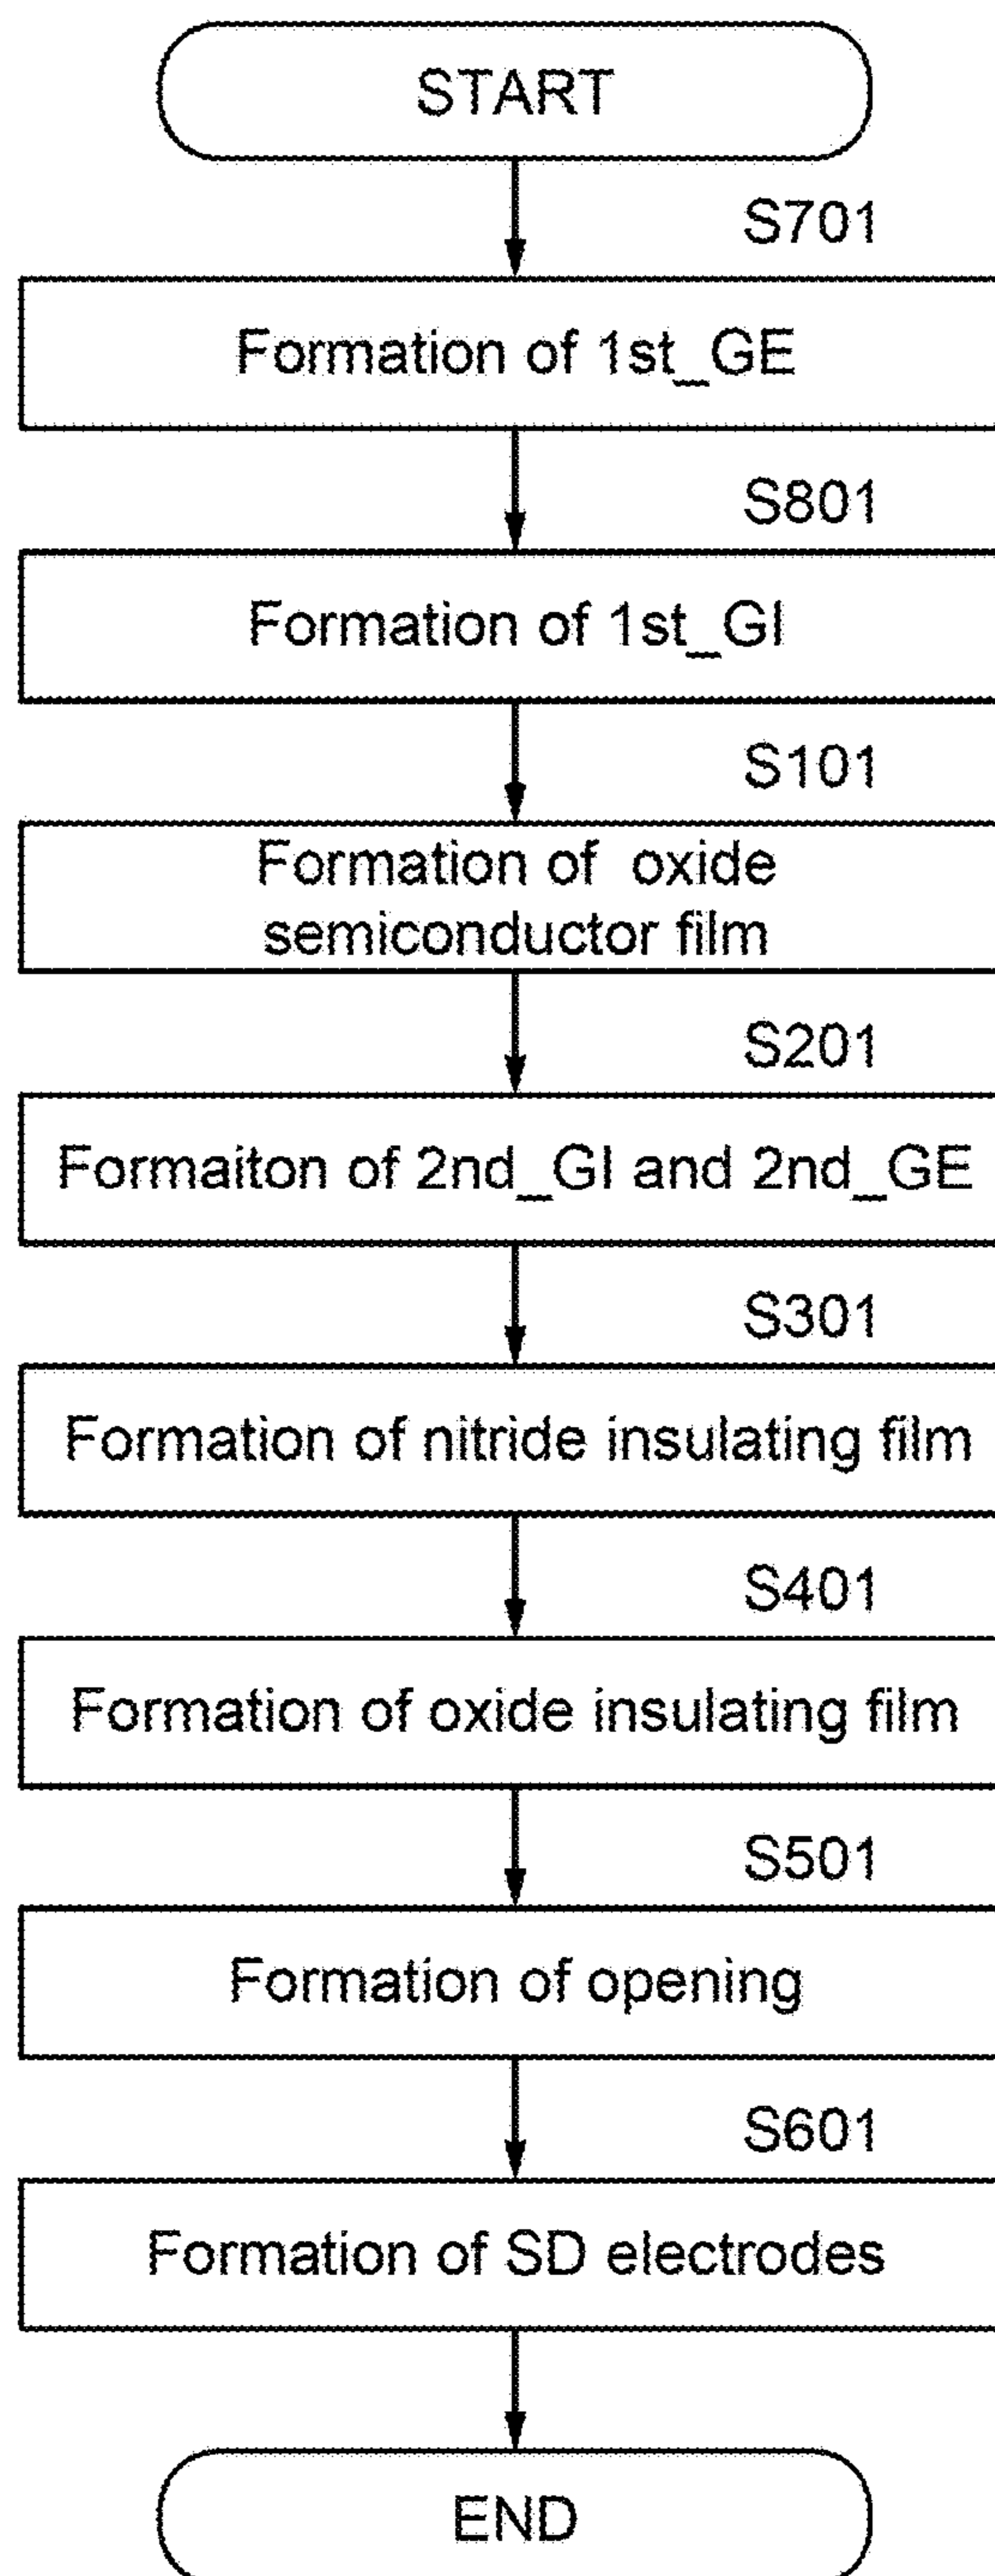 START
S701
Formation of 1st_GE
S801
Formation of 1st_GI
S101
Formation of oxide
semiconductor film
S201
Formaiton of 2nd_GI and 2nd_GE
S301
Formation of nitride insulating film
S401
Formation of oxide insulating film
S501
Formation of opening
S601
Formation of SD electrodes
END